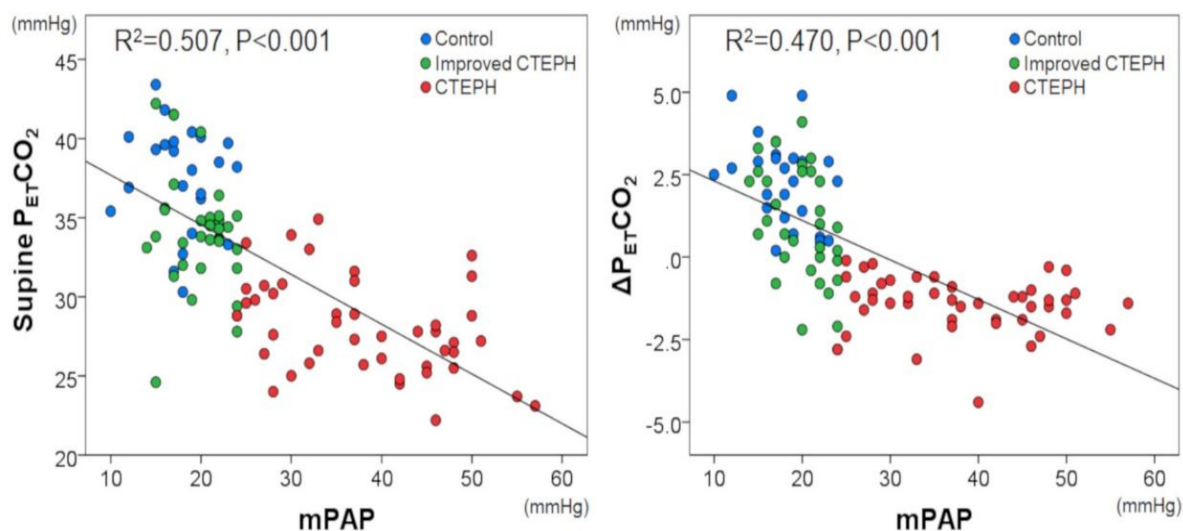 (mmHg)
R²=0.507, P<0.001
Control
Improved CTEPH
CTEPH
45
40
35
30
25
20
Supine PETCO2
10 20 30 40 50 60
(mmHg)
mPAP
(mmHg)
R²=0.470, P<0.001
Control
Improved CTEPH
CTEPH
5.0
2.5
.0
-2.5
-5.0
ΔPETCO2
10 20 30 40 50 60
(mmHg)
mPAP